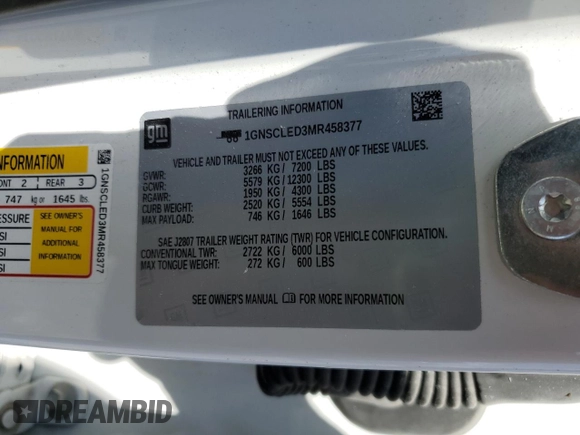 INFORMATION
ONT 2 REAR 3
747 kg or 1645 lbs.
PRESSURE
SI
SI
SI
SEE OWNER'S
MANUAL FOR
ADDITIONAL
INFORMATION
1GNSCLED3MR458377
gm
TRAILERING INFORMATION
1GNSCLED3MR458377
VEHICLE AND TRAILER MUST NOT EXCEED ANY OF THESE VALUES.
GVWR: 3266 KG / 7200 LBS
GCWR: 5579 KG / 12300 LBS
RGAWR: 1950 KG / 4300 LBS
CURB WEIGHT: 2520 KG / 5554 LBS
MAX PAYLOAD: 746 KG / 1646 LBS
SAE J2807 TRAILER WEIGHT RATING (TWR) FOR VEHICLE CONFIGURATION.
CONVENTIONAL TWR: 2722 KG / 6000 LBS
MAX TONGUE WEIGHT: 272 KG / 600 LBS
SEE OWNER'S MANUAL FOR MORE INFORMATION
DREAMBID